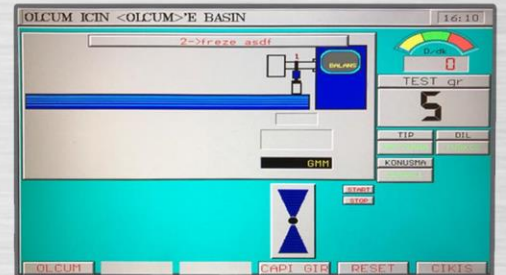 OLCUM ICIN <OLCUM>'E BASIN
16:10
2->freze asdf
1
BALANS
D/dk
0
TEST gr
5
TIP
DIL
KONUSMA
GMM
START
STOP
OLCUM
CAPI GIR
RESET
CIKIS